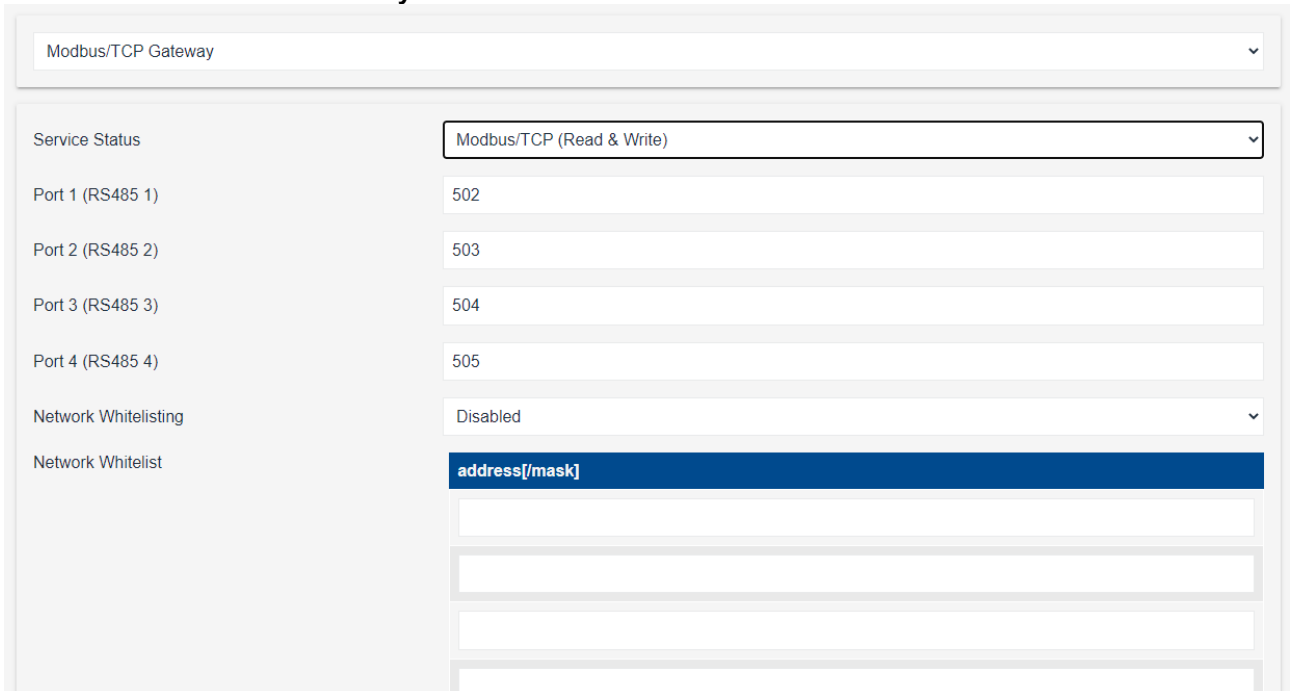 Modbus/TCP Gateway
Service Status Modbus/TCP (Read & Write)
Port 1 (RS485 1) 502
Port 2 (RS485 2) 503
Port 3 (RS485 3) 504
Port 4 (RS485 4) 505
Network Whitelisting Disabled
Network Whitelist address[/mask]